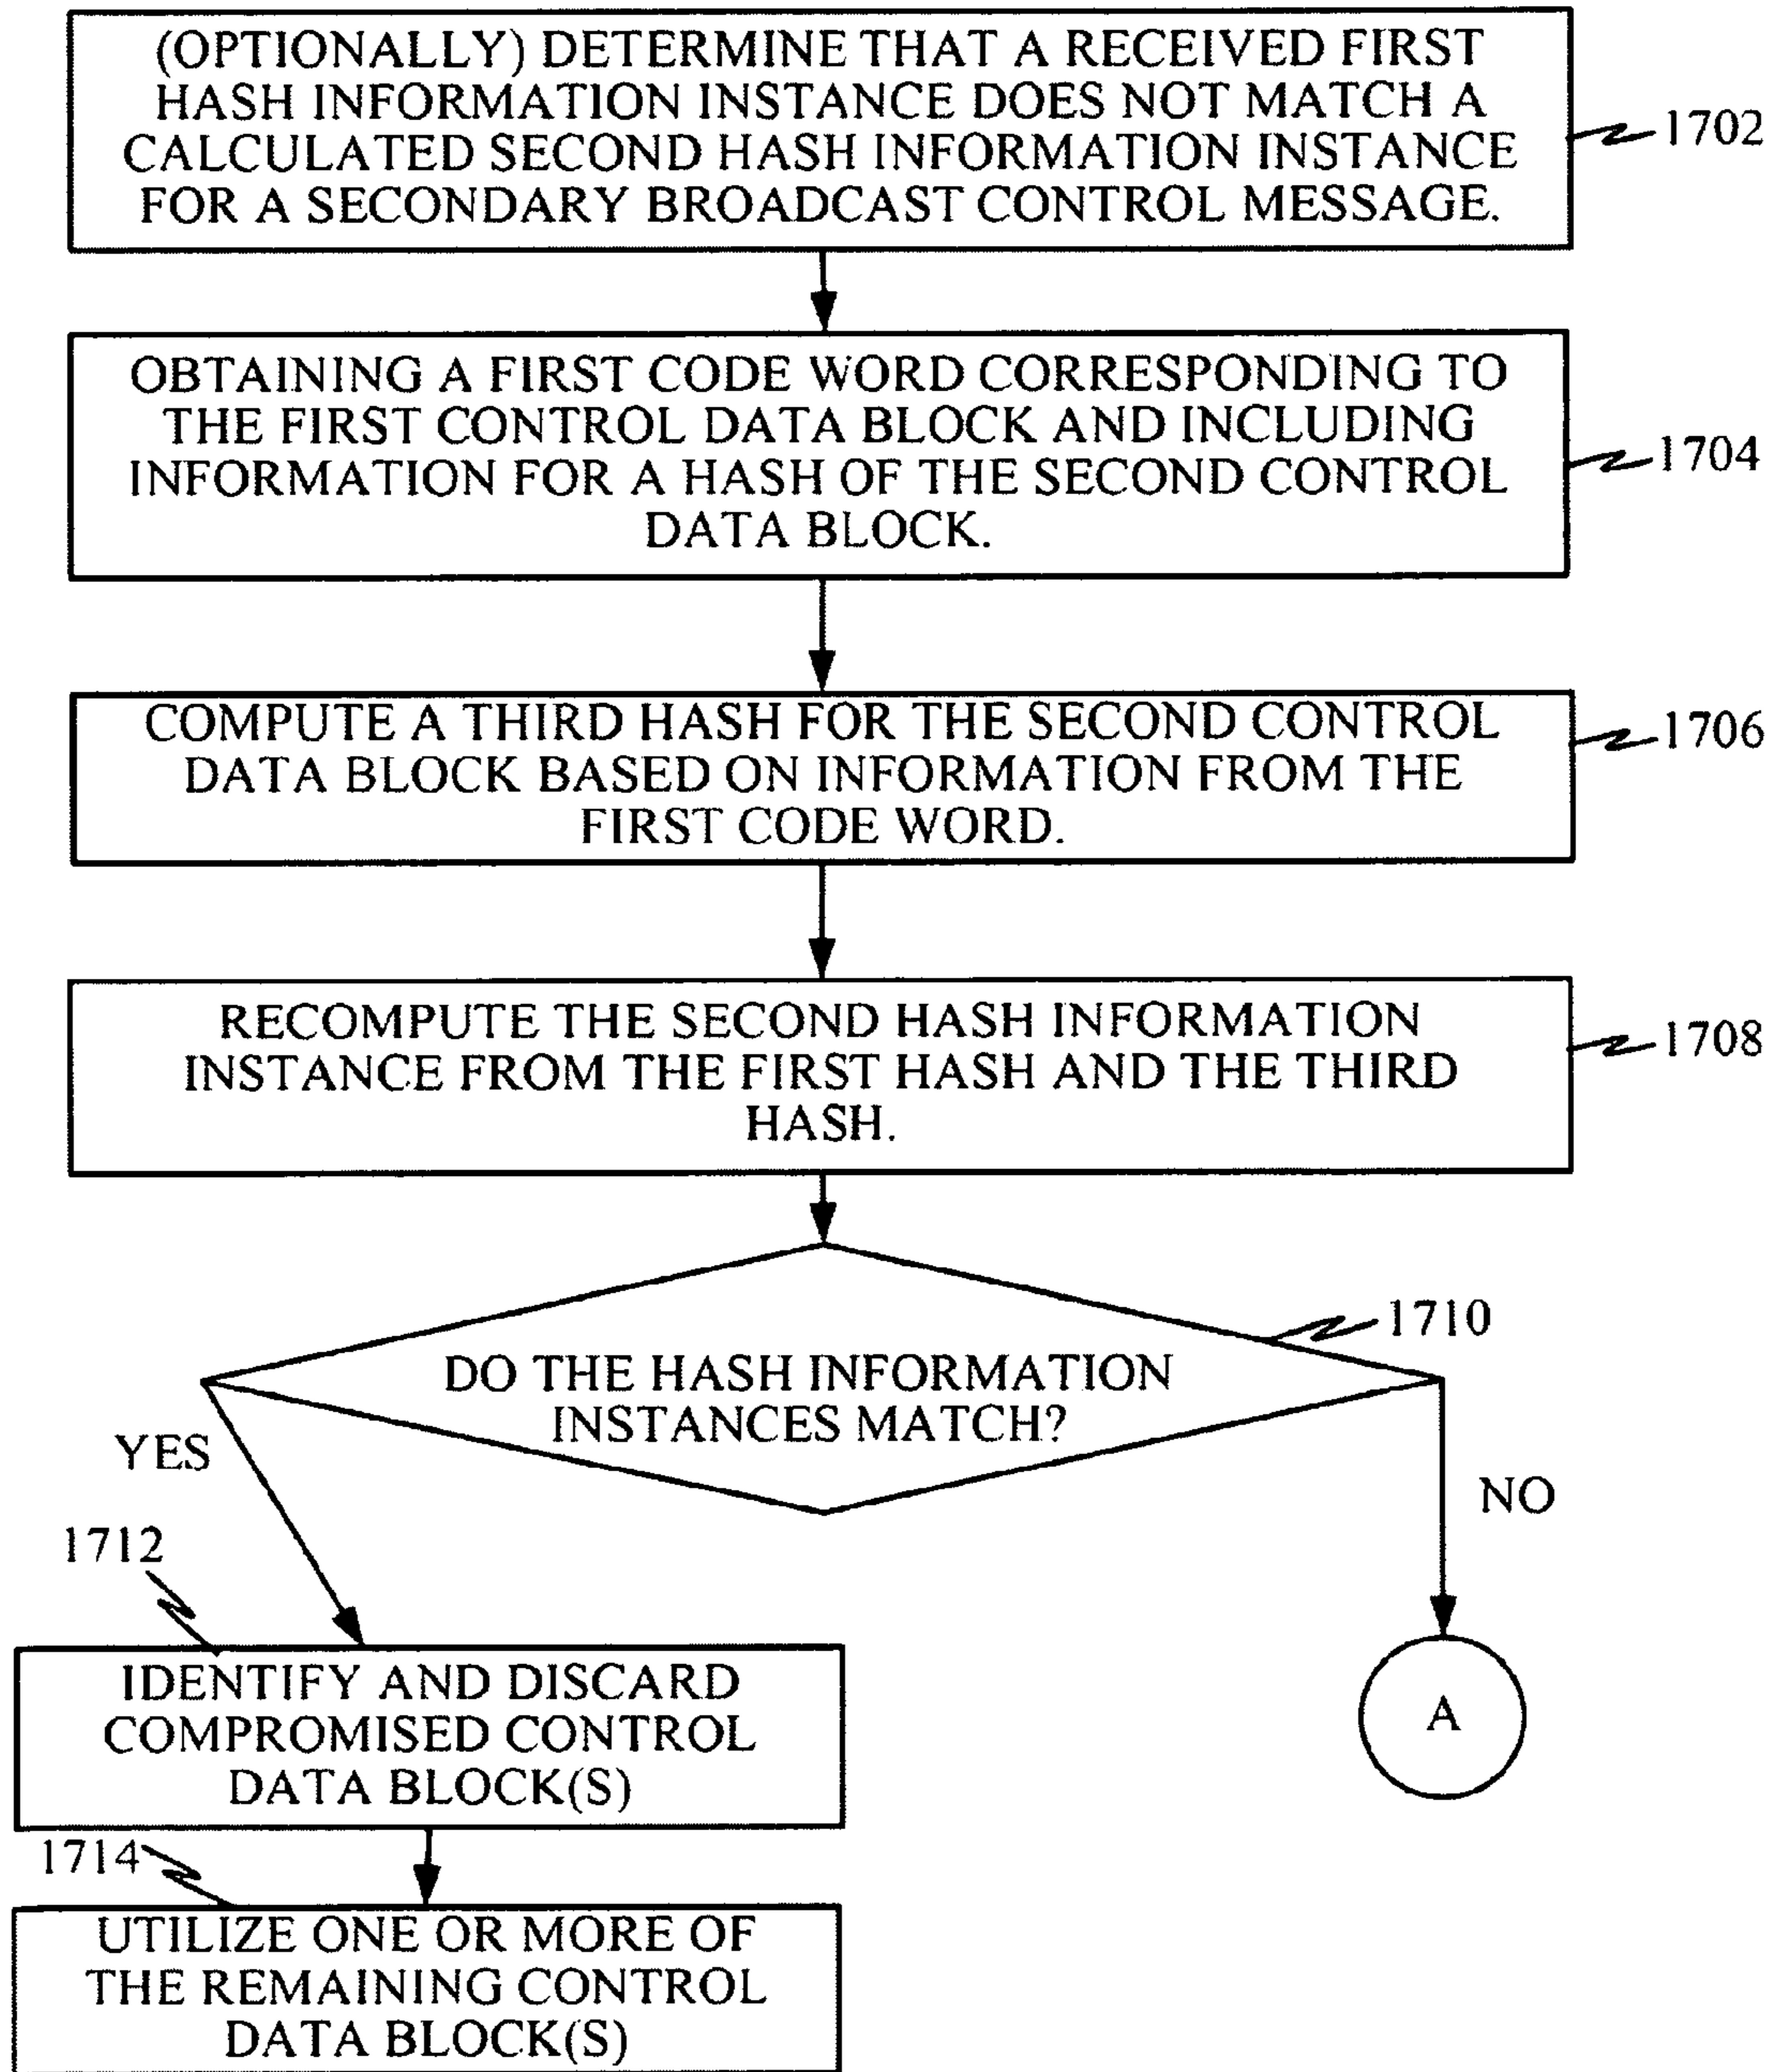 (OPTIONALLY) DETERMINE THAT A RECEIVED FIRST
HASH INFORMATION INSTANCE DOES NOT MATCH A
CALCULATED SECOND HASH INFORMATION INSTANCE
FOR A SECONDARY BROADCAST CONTROL MESSAGE.
1702
OBTAINING A FIRST CODE WORD CORRESPONDING TO
THE FIRST CONTROL DATA BLOCK AND INCLUDING
INFORMATION FOR A HASH OF THE SECOND CONTROL
DATA BLOCK.
1704
COMPUTE A THIRD HASH FOR THE SECOND CONTROL
DATA BLOCK BASED ON INFORMATION FROM THE
FIRST CODE WORD.
1706
RECOMPUTE THE SECOND HASH INFORMATION
INSTANCE FROM THE FIRST HASH AND THE THIRD
HASH.
1708
1710
DO THE HASH INFORMATION
INSTANCES MATCH?
YES
NO
1712
IDENTIFY AND DISCARD
COMPROMISED CONTROL
DATA BLOCK(S)
A
1714
UTILIZE ONE OR MORE OF
THE REMAINING CONTROL
DATA BLOCK(S)